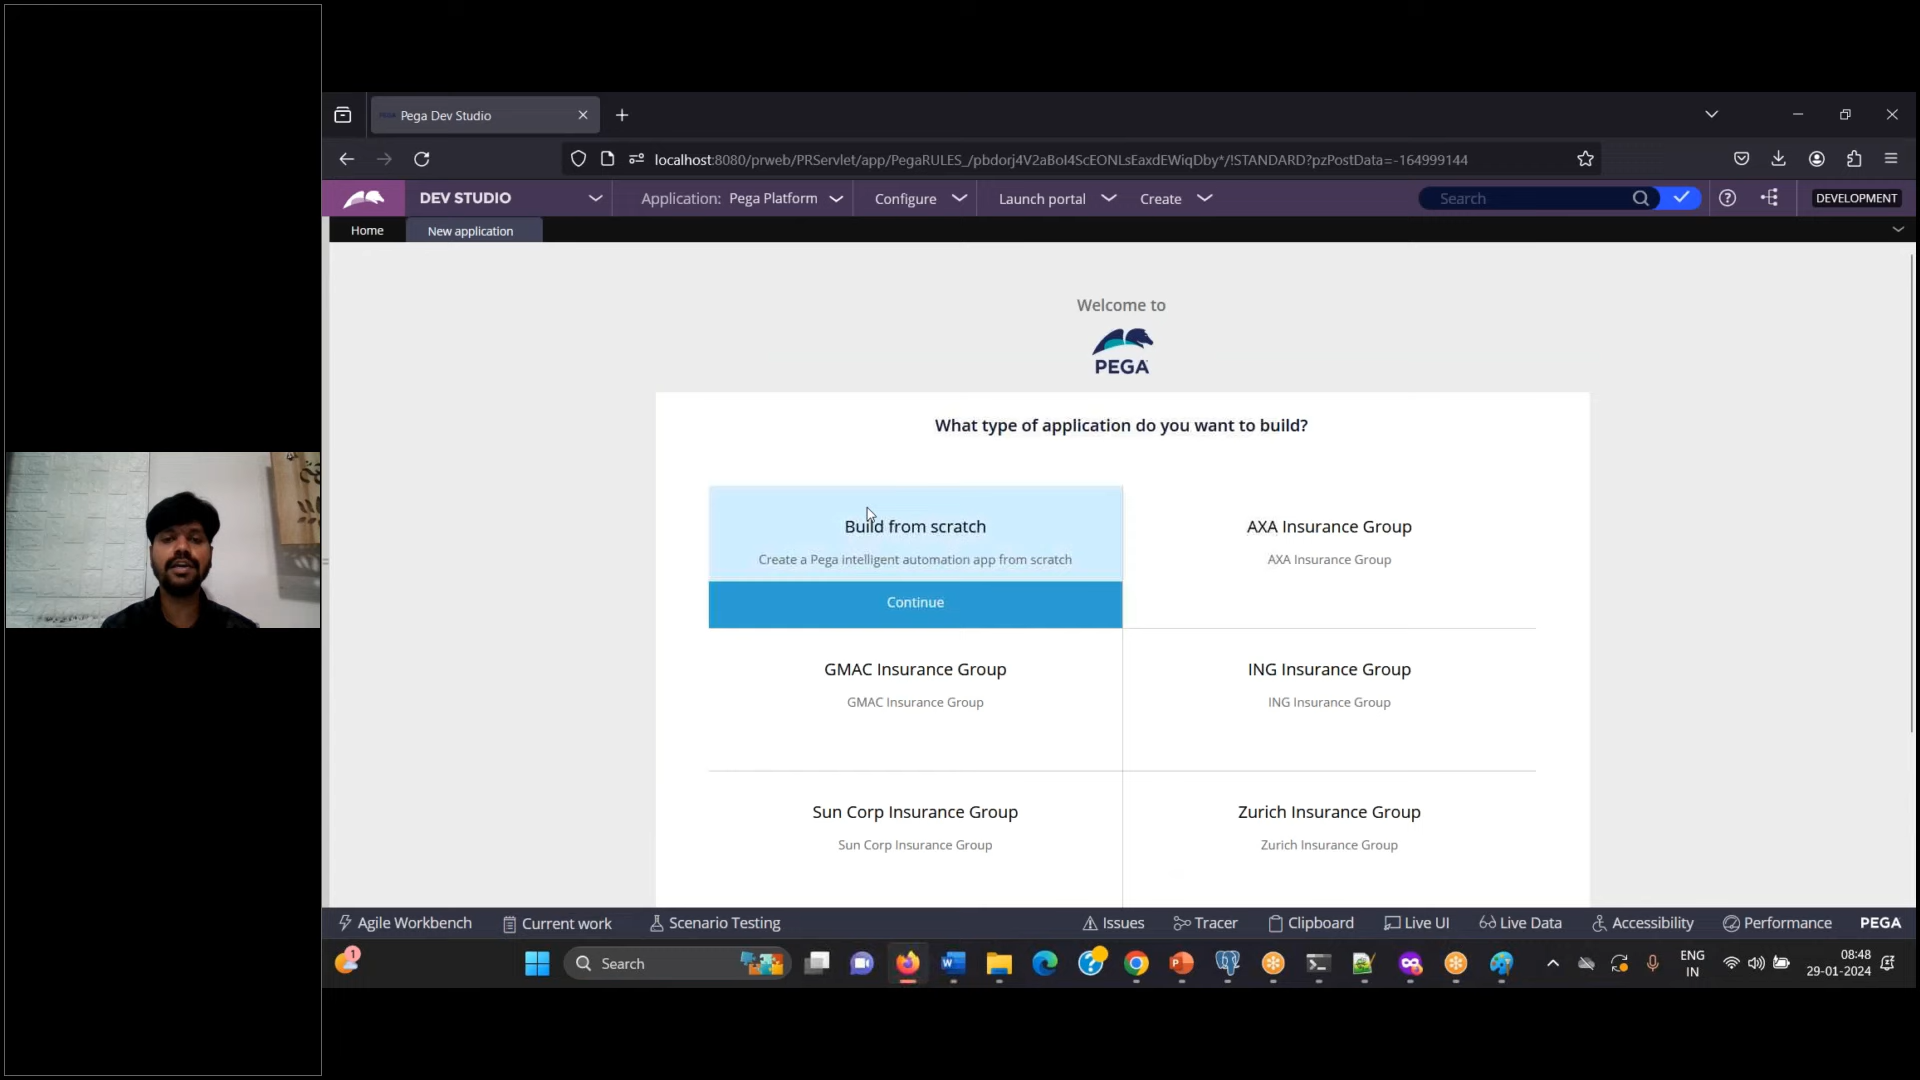 Pega Dev Studio
localhost:8080/prweb/PRServlet/app/PegaRULES_/pbdorj4V2aBoI4ScEONLsEaxdEWiqDby*/!STANDARD?pzPostData=-164999144
DEV STUDIO
Application: Pega Platform
Configure
Launch portal
Create
Search
DEVELOPMENT
Home
New application
Welcome to
PEGA
What type of application do you want to build?
Build from scratch
Create a Pega intelligent automation app from scratch
Continue
AXA Insurance Group
AXA Insurance Group
GMAC Insurance Group
GMAC Insurance Group
ING Insurance Group
ING Insurance Group
Sun Corp Insurance Group
Sun Corp Insurance Group
Zurich Insurance Group
Zurich Insurance Group
Agile Workbench
Current work
Scenario Testing
Issues
Tracer
Clipboard
Live UI
Live Data
Accessibility
Performance
PEGA
1
Search
ENG
IN
08:48
29-01-2024